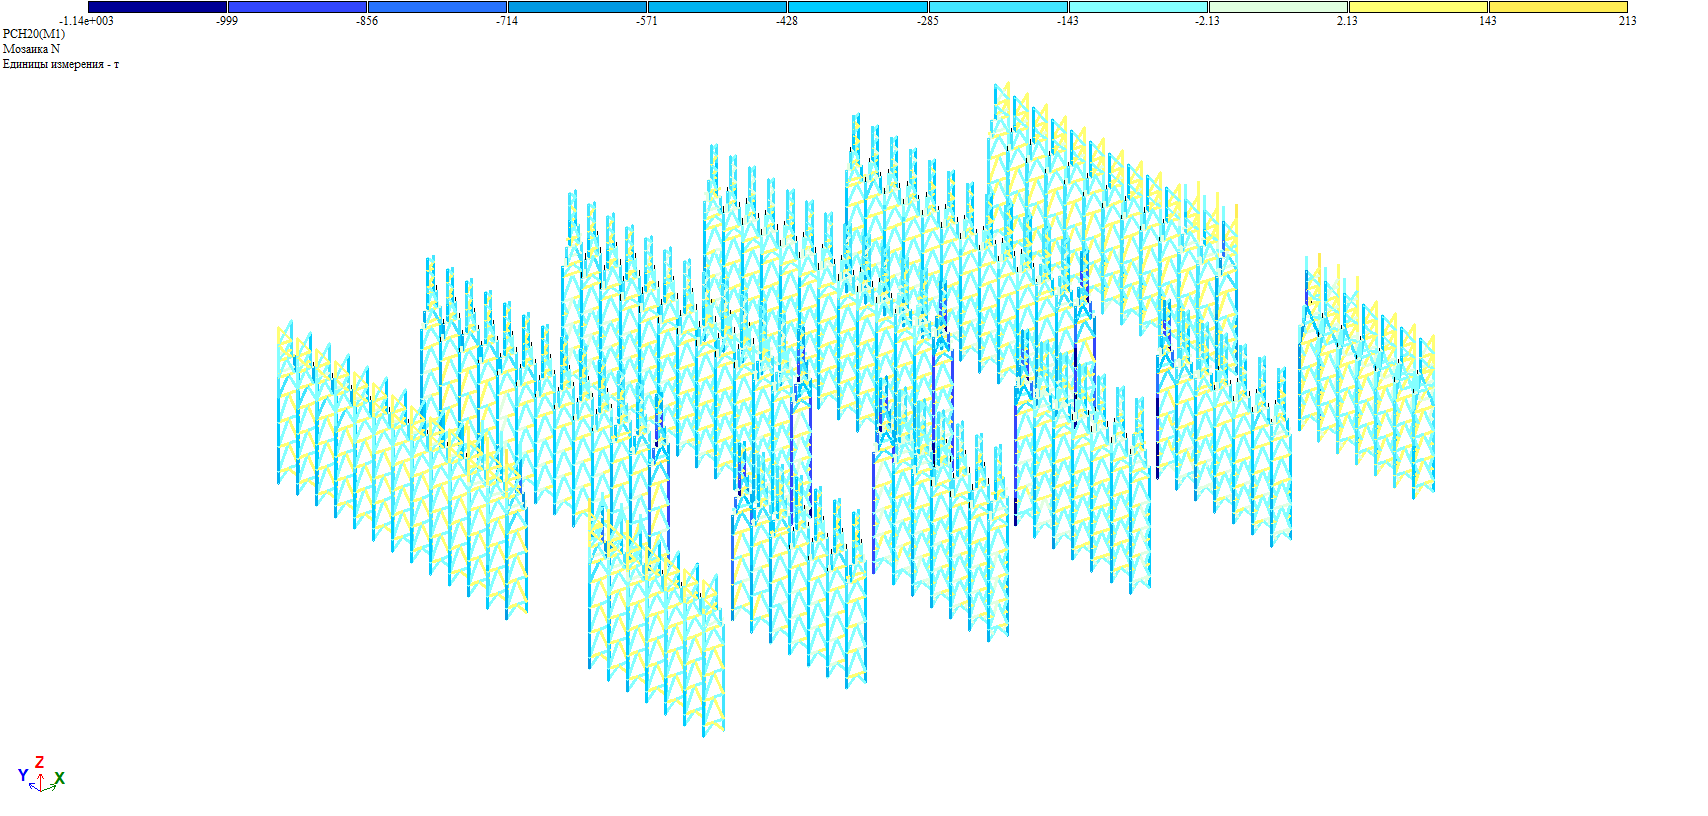 -1.14e+003 -999 -856 -714 -571 -428 -285 -143 -2.13 2.13 143 213
РСН20(М1)
Мозаика N
Единицы измерения - т
Z
Y X